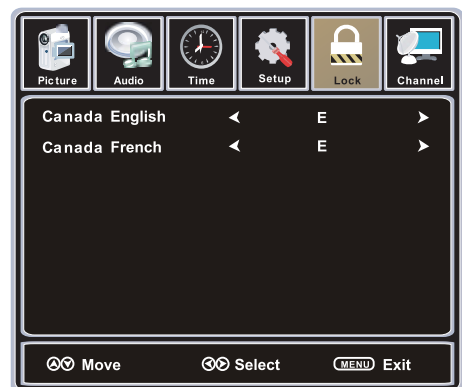 Picture Audio Time Setup Lock Channel
Canada English E
Canada French E
Move Select MENU Exit